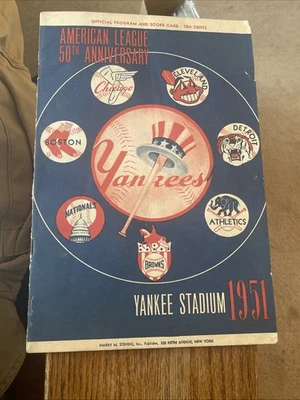 OFFICIAL PROGRAM AND SCORE CARD - TEN CENTS
AMERICAN LEAGUE
50TH ANNIVERSARY
Chicago
CLEVELAND
BOSTON
DETROIT
Yankees
NATIONALS
ATHLETICS
BROWNS
YANKEE STADIUM 1951
HARRY M. STEVENS, Inc., Publisher, 320 FIFTH AVENUE, NEW YORK